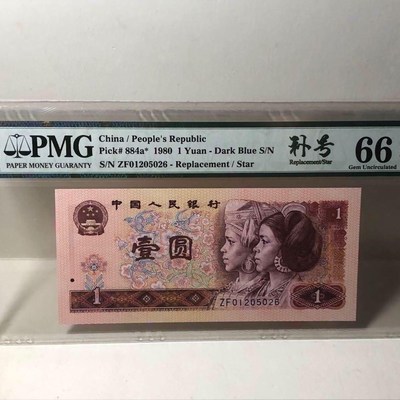 PMG
PAPER MONEY GUARANTY
China / People's Republic
Pick# 884a* 1980 1 Yuan - Dark Blue S/N
S/N ZF01205026 - Replacement / Star
补号
Replacement/Star
66
Gem Uncirculated
中国人民银行
1
壹圆
ZF01205026
1
1